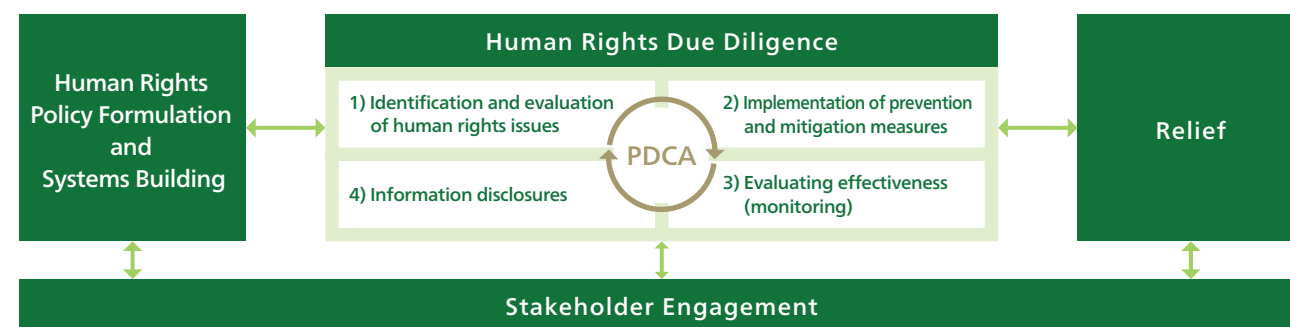 Human Rights
Policy Formulation
and
Systems Building
Human Rights Due Diligence
1) Identification and evaluation
of human rights issues
2) Implementation of prevention
and mitigation measures
PDCA
4) Information disclosures
3) Evaluating effectiveness
(monitoring)
Relief
Stakeholder Engagement